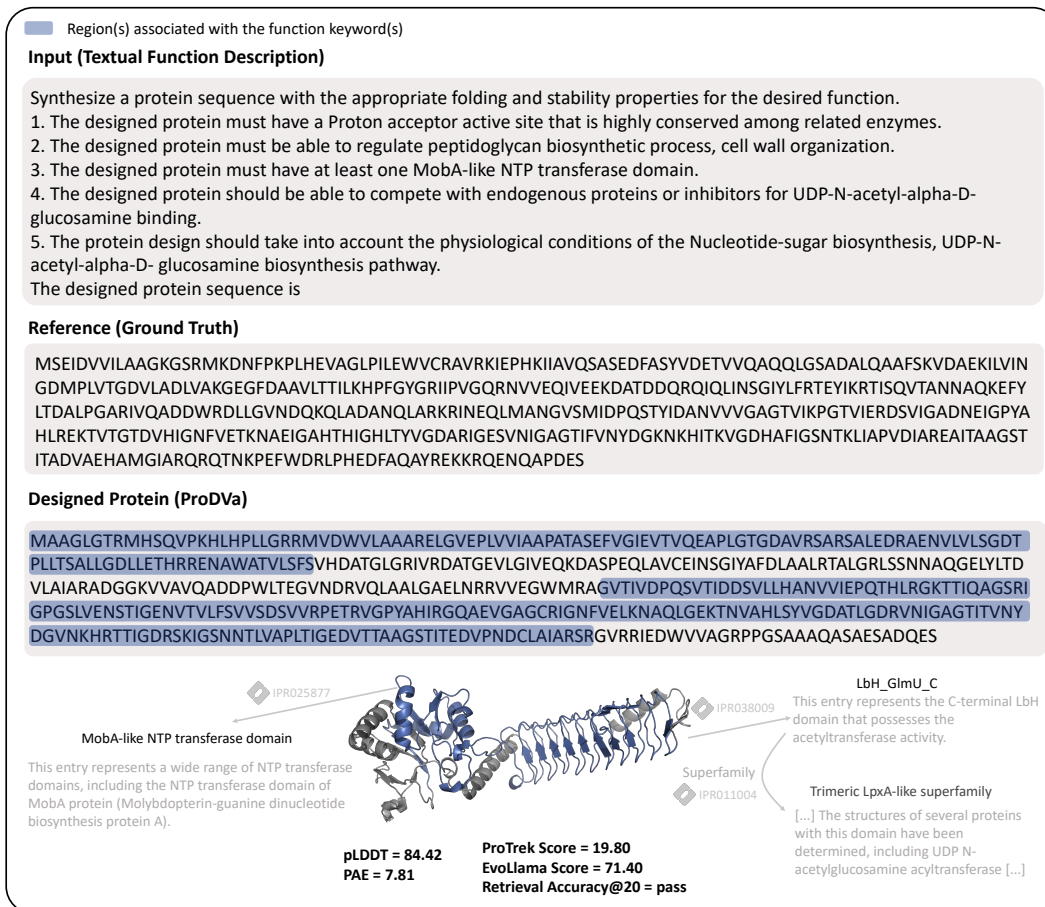 Region(s) associated with the function keyword(s)
Input (Textual Function Description)
Synthesize a protein sequence with the appropriate folding and stability properties for the desired function.
1. The designed protein must have a Proton acceptor active site that is highly conserved among related enzymes.
2. The designed protein must be able to regulate peptidoglycan biosynthetic process, cell wall organization.
3. The designed protein must have at least one MobA-like NTP transferase domain.
4. The designed protein should be able to compete with endogenous proteins or inhibitors for UDP-N-acetyl-alpha-D-
glucosamine binding.
5. The protein design should take into account the physiological conditions of the Nucleotide-sugar biosynthesis, UDP-N-
acetyl-alpha-D- glucosamine biosynthesis pathway.
The designed protein sequence is
Reference (Ground Truth)
MSEIDVVILAAGKGSRMKDNFPKPLHEVAGLPILEWVCRAVRKIEPHKIIAVQSASEDFASYVDETVVQAQQLGSADALQAAFSKVDAEKILVIN
GDMPLVTGDVLADLVAKGEGFDAAVLTTILKHPFGYGRIIPVGQRNVVEQIVEEKDATDDQRQIQLINSGIYLFRTEYIKRTISQVTANNAQKEFY
LTDALPGARIVQADDWRDLLGVNDQKQLADANQLARKRINEQLMANGVSMIDPQSTYIDANVVVGAGTVIKPGTVIERDSVIGADNEIGPYA
HLREKTVTGTDVHIGNFVETKNAEIGAHTHIGHLTYVGDARIGESVNIGAGTIFVNYDGKNKHITKVGDHAFIGSNTKLIAPVDIAREAITAAGST
ITADVAEHAMGIARQRQTNKPEFWDRLPHEDFAQAYREKKRQENQAPDES
Designed Protein (ProDVa)
MAAGLGTRMHSQVPKHLHPLLGRRMVDWVLAAARELGVEPLVVIAAPATASEFVGIEVTVQEAPLGTGDAVRSARSALEDRAENVLVLSGDT
PLLTSALLGDLLETHRRENAWATVLSFSVHDATGLGRIVRDATGEVLGIVEQKDASPEQLAVCEINSGIYAFDLAALRTALGRLSSNNAQGELYLTD
VLAIARADGGKVVAVQADDPWLTEGVNDRVQLAALGAELNRRVVEGWMRAGVTIVDPQSVTIDDSVLLHANVVIEPQTHLRGKTTIQAGSRI
GPGSLVENSTIGENVTVLFSVVSDSVVRPETRVGPYAHIRGQAEVGAGCRIGNFVELKNAQLGEKTNVAHLSYVGDATLGDRVNIGAGTITVNY
DGVNKHRTTIGDRSKIGSNNTLVAPLTIGEDVTTAAGSTITEDVPNDCLAIARSRGVRRIEDWVVAGRPPGSAAAQASAESADQES
IPR025877
MobA-like NTP transferase domain
This entry represents a wide range of NTP transferase
domains, including the NTP transferase domain of
MobA protein (Molybdopterin-guanine dinucleotide
biosynthesis protein A).
LbH_GlmU_C
IPR038009
This entry represents the C-terminal LbH
domain that possesses the
acetyltransferase activity.
Superfamily
IPR011004
Trimeric LpxA-like superfamily
[...] The structures of several proteins
with this domain have been
determined, including UDP N-
acetylglucosamine acyltransferase [...]
pLDDT = 84.42
PAE = 7.81
ProTrek Score = 19.80
EvoLlama Score = 71.40
Retrieval Accuracy@20 = pass